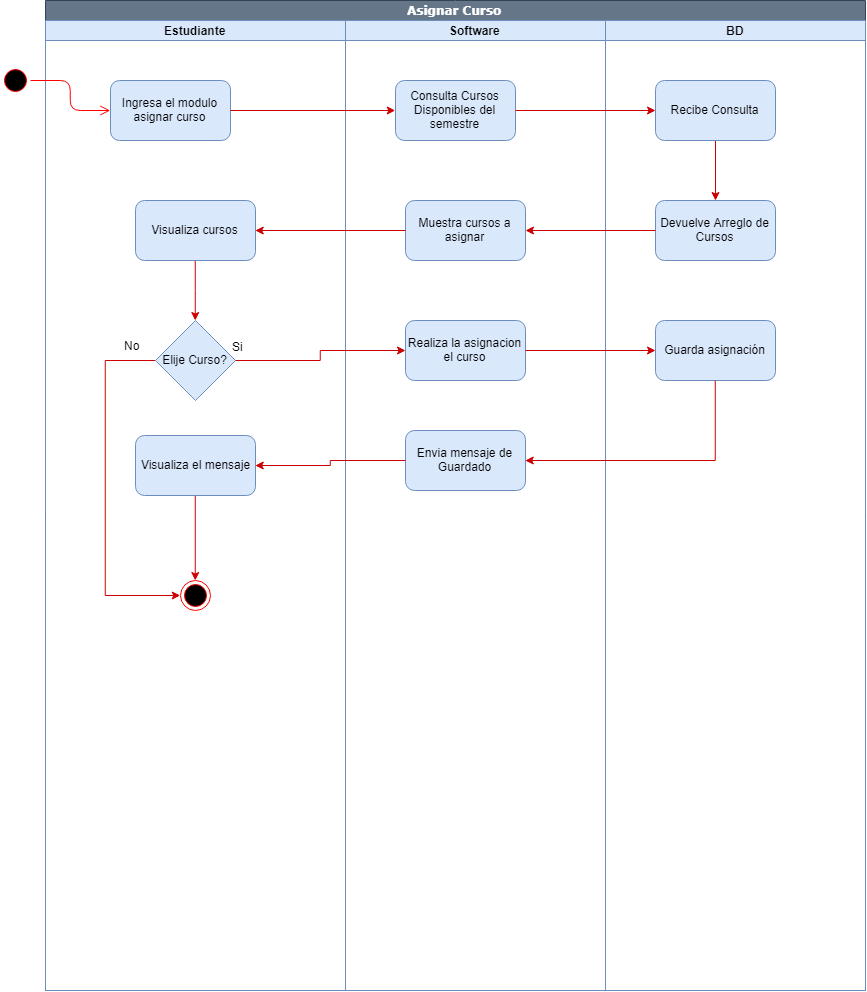 Asignar Curso
Estudiante
Software
BD
Ingresa el modulo
asignar curso
Consulta Cursos
Disponibles del
semestre
Recibe Consulta
Visualiza cursos
Muestra cursos a
asignar
Devuelve Arreglo de
Cursos
No
Elije Curso?
Si
Realiza la asignacion
el curso
Guarda asignación
Visualiza el mensaje
Envia mensaje de
Guardado